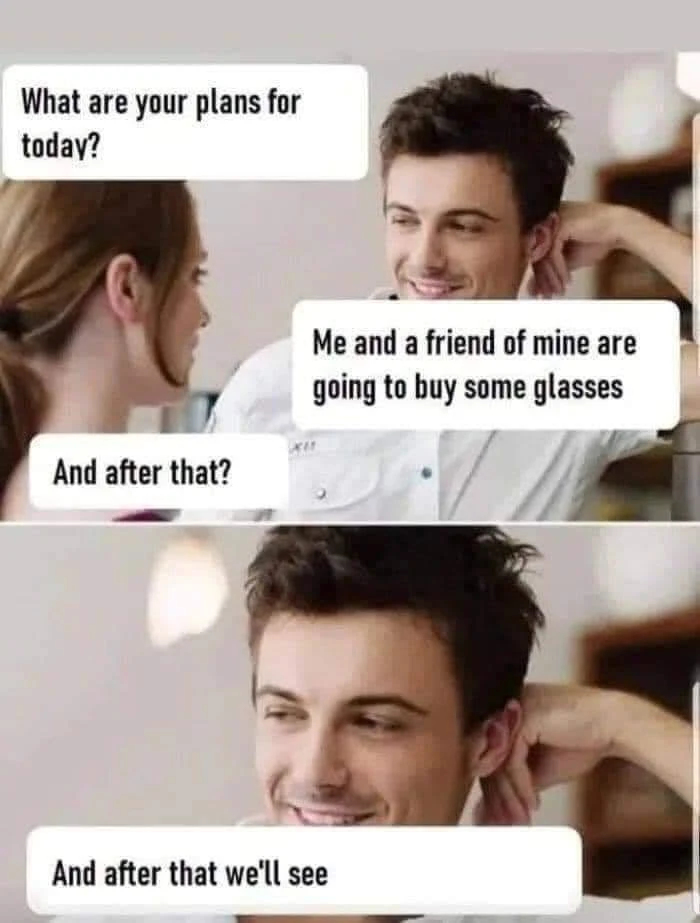 What are your plans for
today?
Me and a friend of mine are
going to buy some glasses
And after that?
And after that we'll see